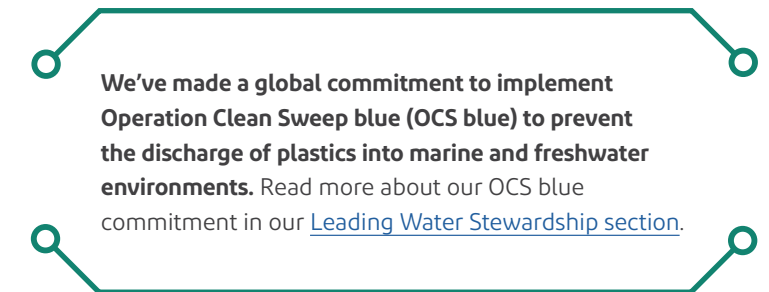 We’ve made a global commitment to implement
Operation Clean Sweep blue (OCS blue) to prevent
the discharge of plastics into marine and freshwater
environments. Read more about our OCS blue
commitment in our Leading Water Stewardship section.